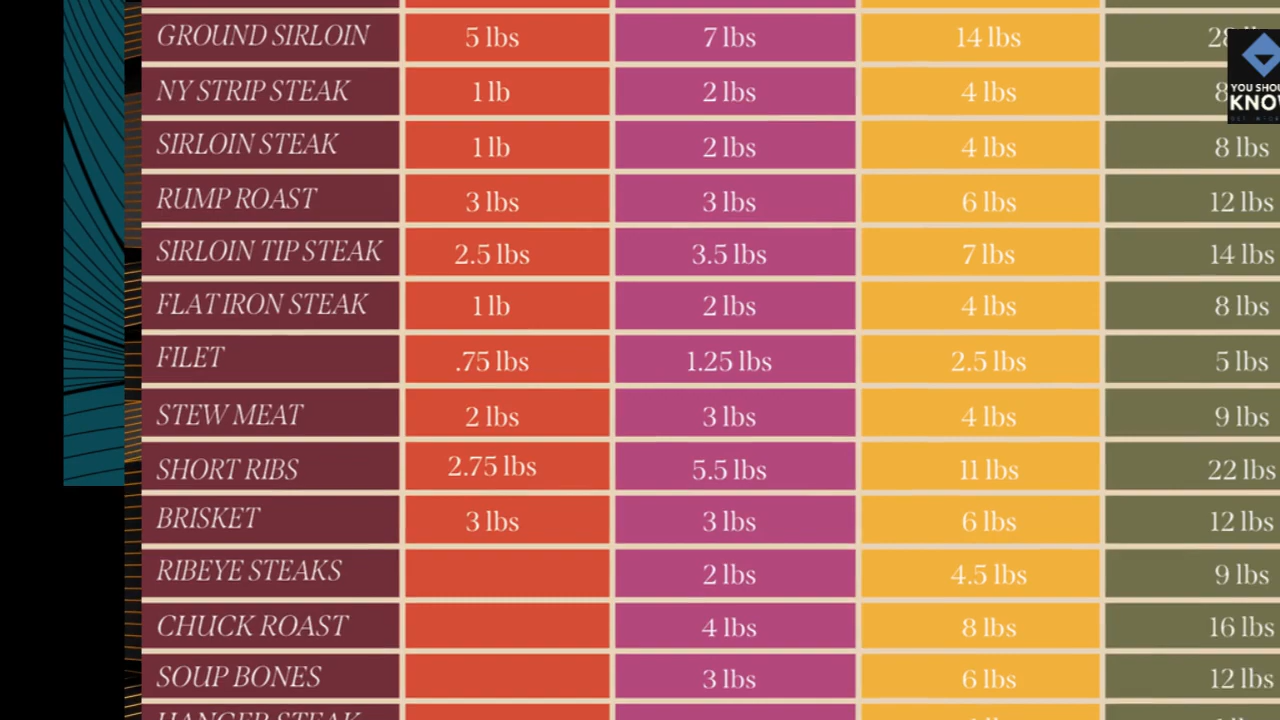 GROUND SIRLOIN 5 lbs 7 lbs 14 lbs
NY STRIP STEAK 1 lb 2 lbs 4 lbs
SIRLOIN STEAK 1 lb 2 lbs 4 lbs 8 lbs
RUMP ROAST 3 lbs 3 lbs 6 lbs 12 lbs
SIRLOIN TIP STEAK 2.5 lbs 3.5 lbs 7 lbs 14 lbs
FLAT IRON STEAK 1 lb 2 lbs 4 lbs 8 lbs
FILET .75 lbs 1.25 lbs 2.5 lbs 5 lbs
STEW MEAT 2 lbs 3 lbs 4 lbs 9 lbs
SHORT RIBS 2.75 lbs 5.5 lbs 11 lbs 22 lbs
BRISKET 3 lbs 3 lbs 6 lbs 12 lbs
RIBEYE STEAKS 2 lbs 4.5 lbs 9 lbs
CHUCK ROAST 4 lbs 8 lbs 16 lbs
SOUP BONES 3 lbs 6 lbs 12 lbs
HANGER STEAK
YOU